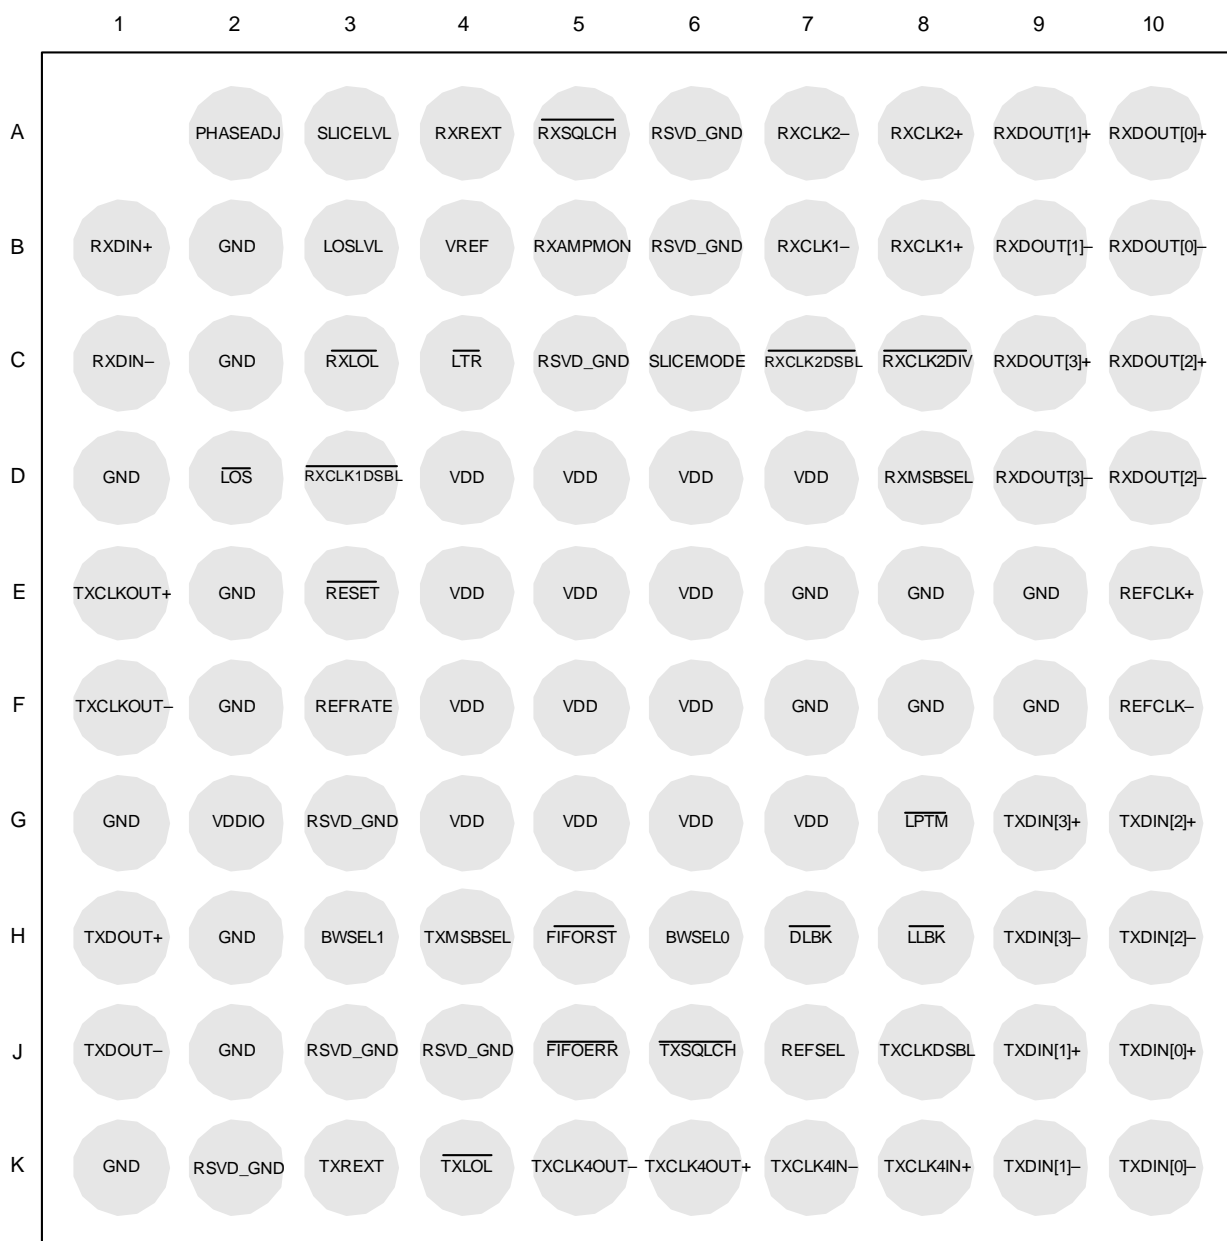 1 2 3 4 5 6 7 8 9 10
A PHASEADJ SLICELVL RXREXT RXSQLCH RSVD_GND RXCLK2– RXCLK2+ RXDOUT[1]+ RXDOUT[0]+
B RXDIN+ GND LOSLVL VREF RXAMPMON RSVD_GND RXCLK1– RXCLK1+ RXDOUT[1]– RXDOUT[0]–
C RXDIN– GND RXLOL LTR RSVD_GND SLICEMODE RXCLK2DSBL RXCLK2DIV RXDOUT[3]+ RXDOUT[2]+
D GND LOS RXCLK1DSBL VDD VDD VDD VDD RXMSBSEL RXDOUT[3]– RXDOUT[2]–
E TXCLKOUT+ GND RESET VDD VDD VDD GND GND GND REFCLK+
F TXCLKOUT– GND REFRATE VDD VDD VDD GND GND GND REFCLK–
G GND VDDIO RSVD_GND VDD VDD VDD VDD LPTM TXDIN[3]+ TXDIN[2]+
H TXDOUT+ GND BWSEL1 TXMSBSEL FIFORST BWSEL0 DLBK LLBK TXDIN[3]– TXDIN[2]–
J TXDOUT– GND RSVD_GND RSVD_GND FIFOERR TXSQLCH REFSEL TXCLKDSBL TXDIN[1]+ TXDIN[0]+
K GND RSVD_GND TXREXT TXLOL TXCLK4OUT– TXCLK4OUT+ TXCLK4IN– TXCLK4IN+ TXDIN[1]– TXDIN[0]–